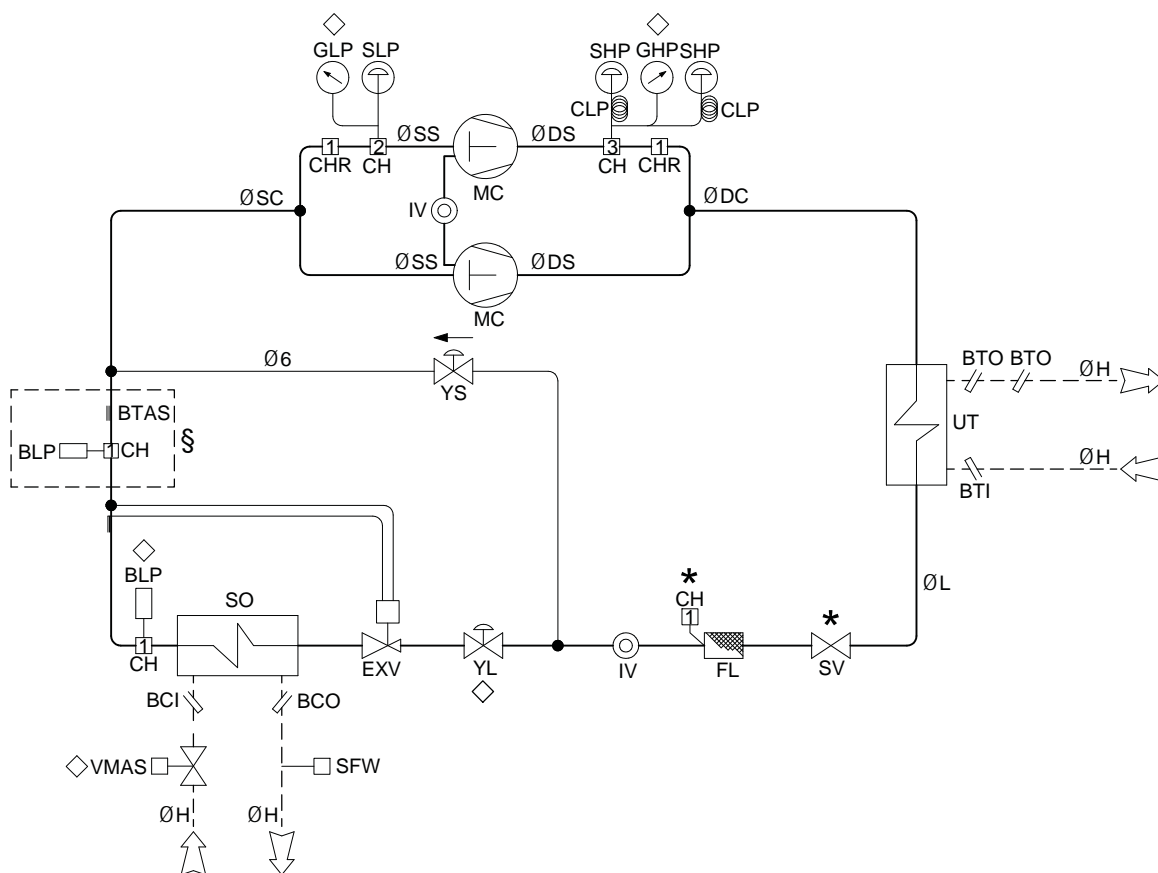 GLP SLP SHP GHP SHP
CLP CLP
ØSS ØDS
1 2 3 1
CHR CH CH CHR
MC
ØSC IV ØDC
ØSS ØDS
MC
Ø6
YS
BTO BTO ØH
BTAS
UT
BLP 1 CH §
ØH
BTI
BLP SO
* CH 1
* ØL
1 CH
EXV YL IV FL SV
BCI BCO
VMAS SFW
ØH ØH